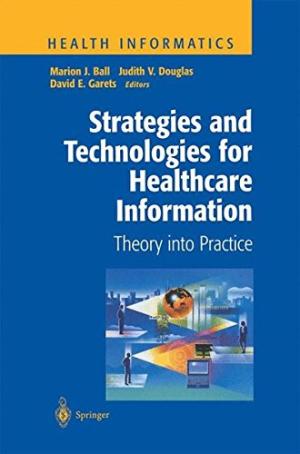 HEALTH INFORMATICS
Marion J. Ball Judith V. Douglas
David E. Garets Editors
Strategies and
Technologies for
Healthcare
Information
Theory into Practice
Springer